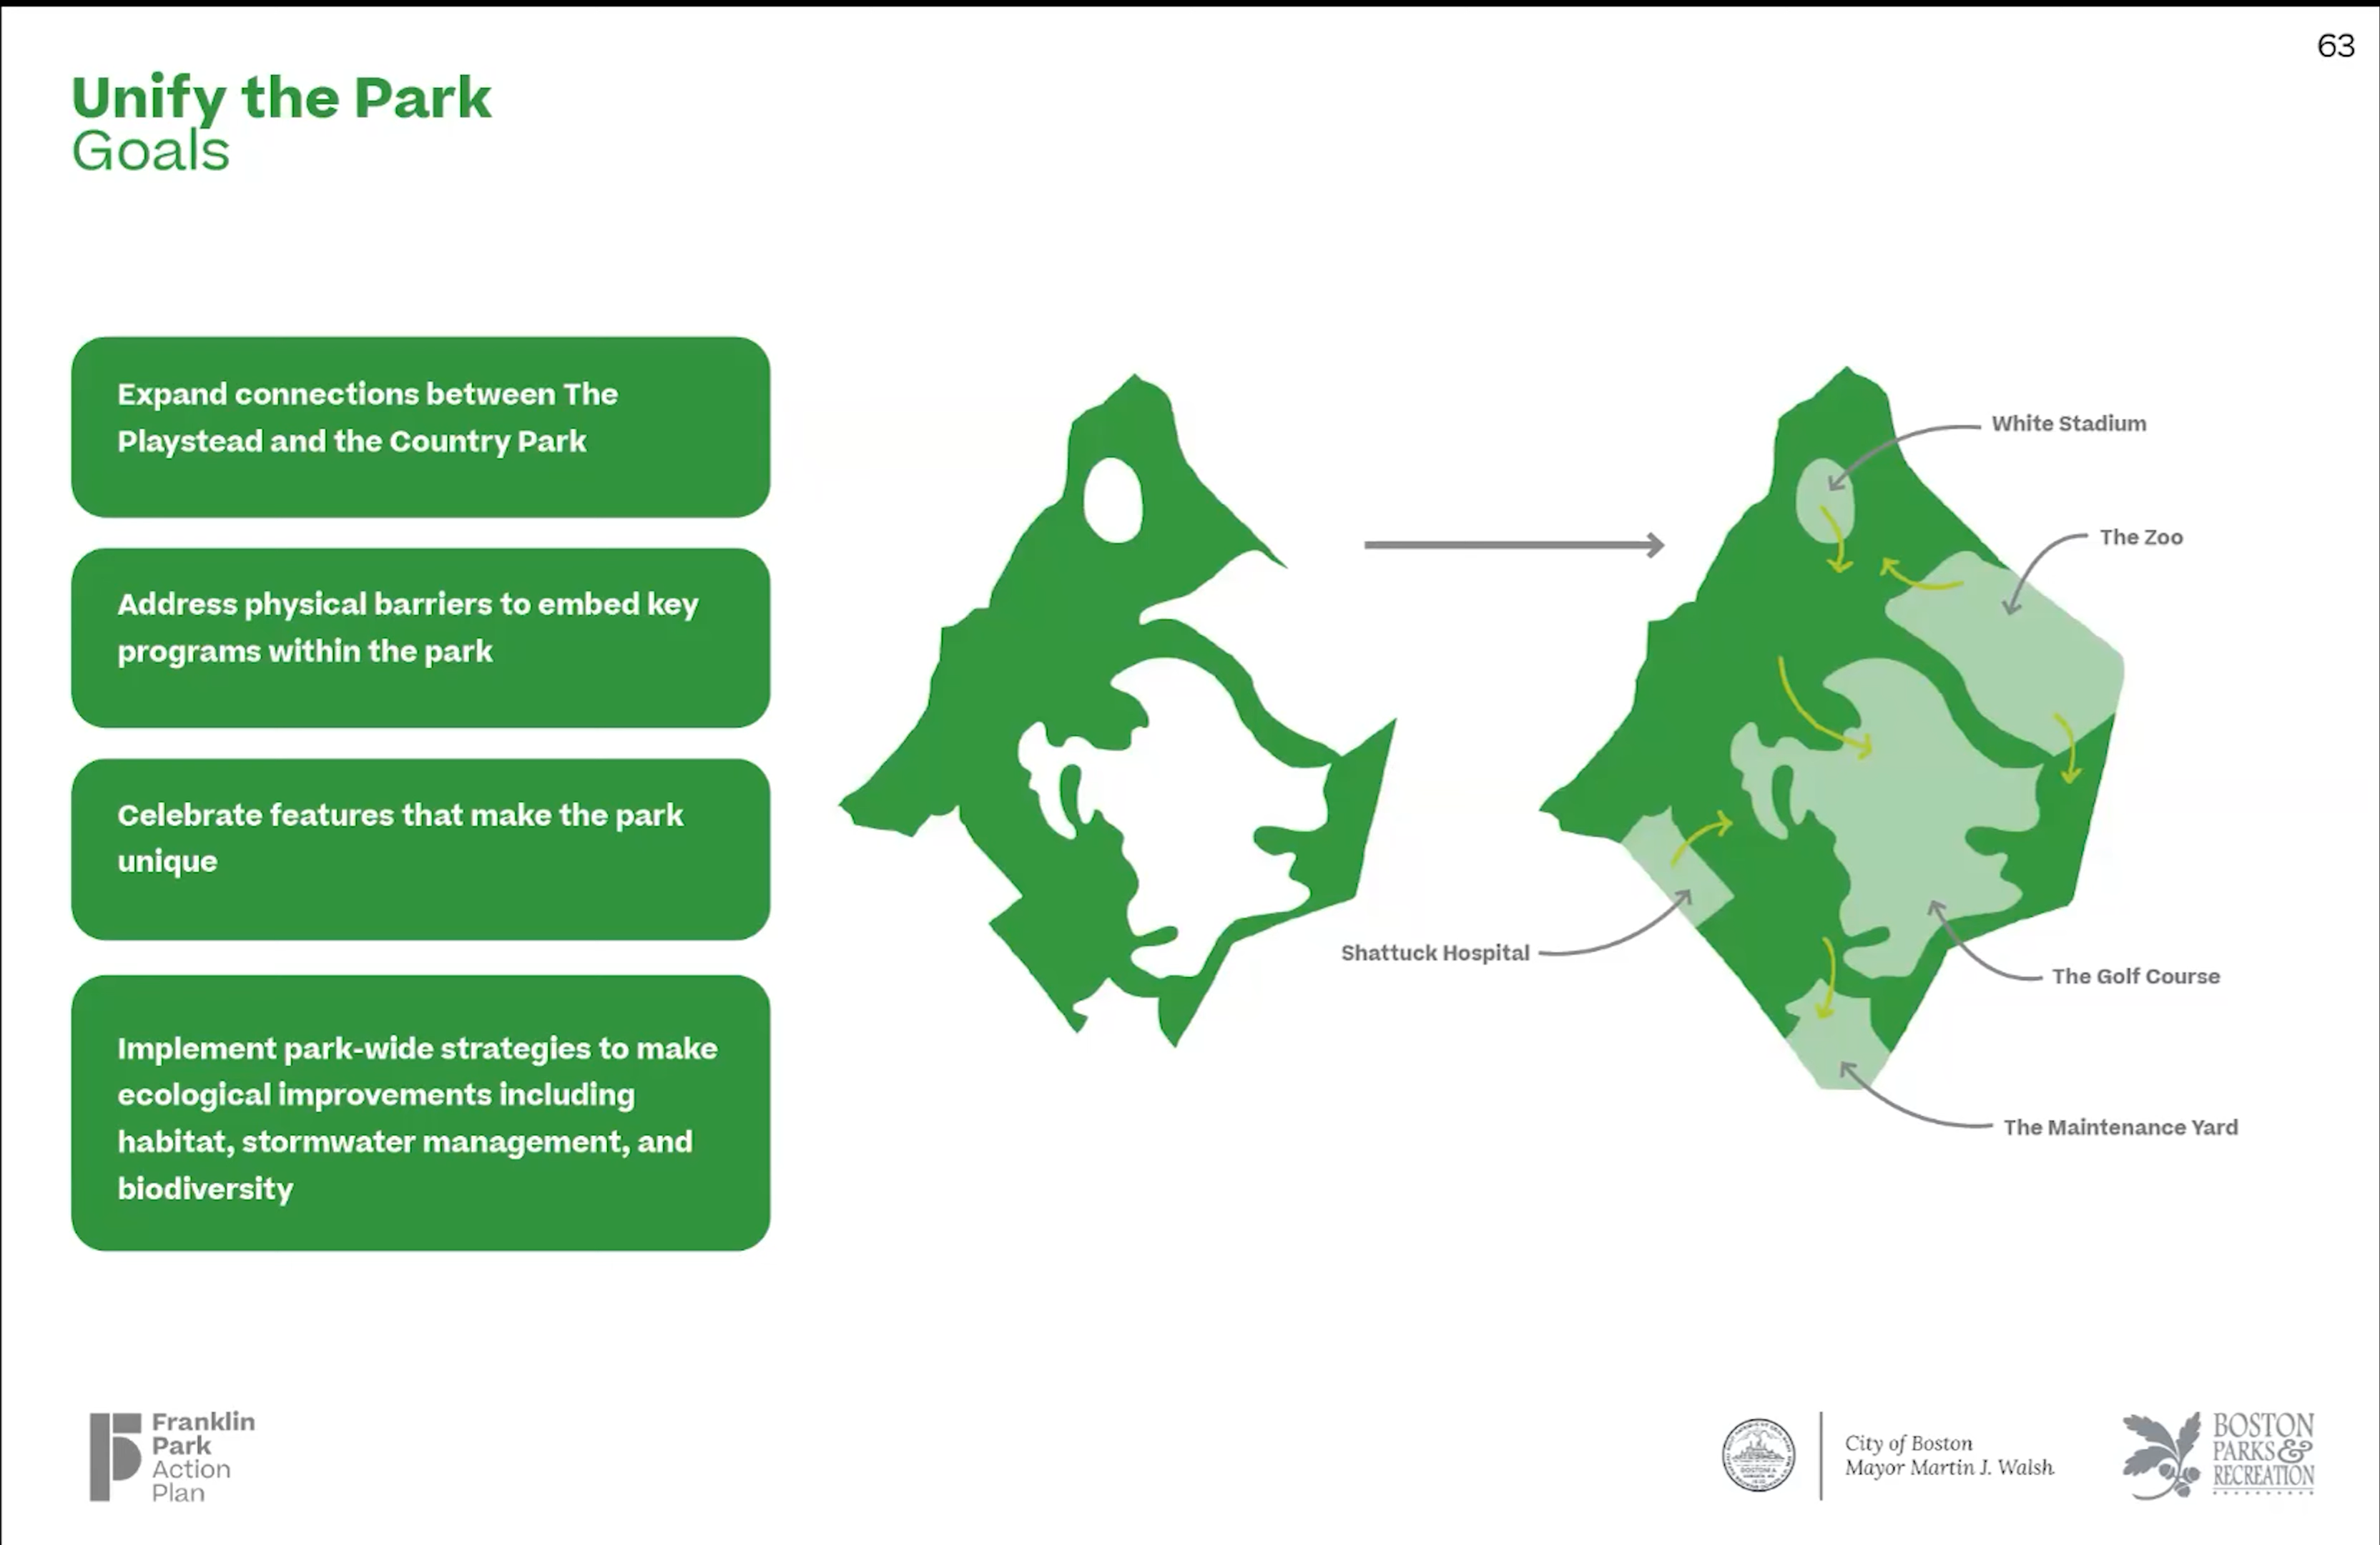 63
Unify the Park
Goals
Expand connections between The
Playstead and the Country Park
Address physical barriers to embed key
programs within the park
Celebrate features that make the park
unique
Implement park-wide strategies to make
ecological improvements including
habitat, stormwater management, and
biodiversity
White Stadium
The Zoo
Shattuck Hospital
The Golf Course
The Maintenance Yard
Franklin
Park
Action
Plan
City of Boston
Mayor Martin J. Walsh
BOSTON
PARKS &
RECREATION